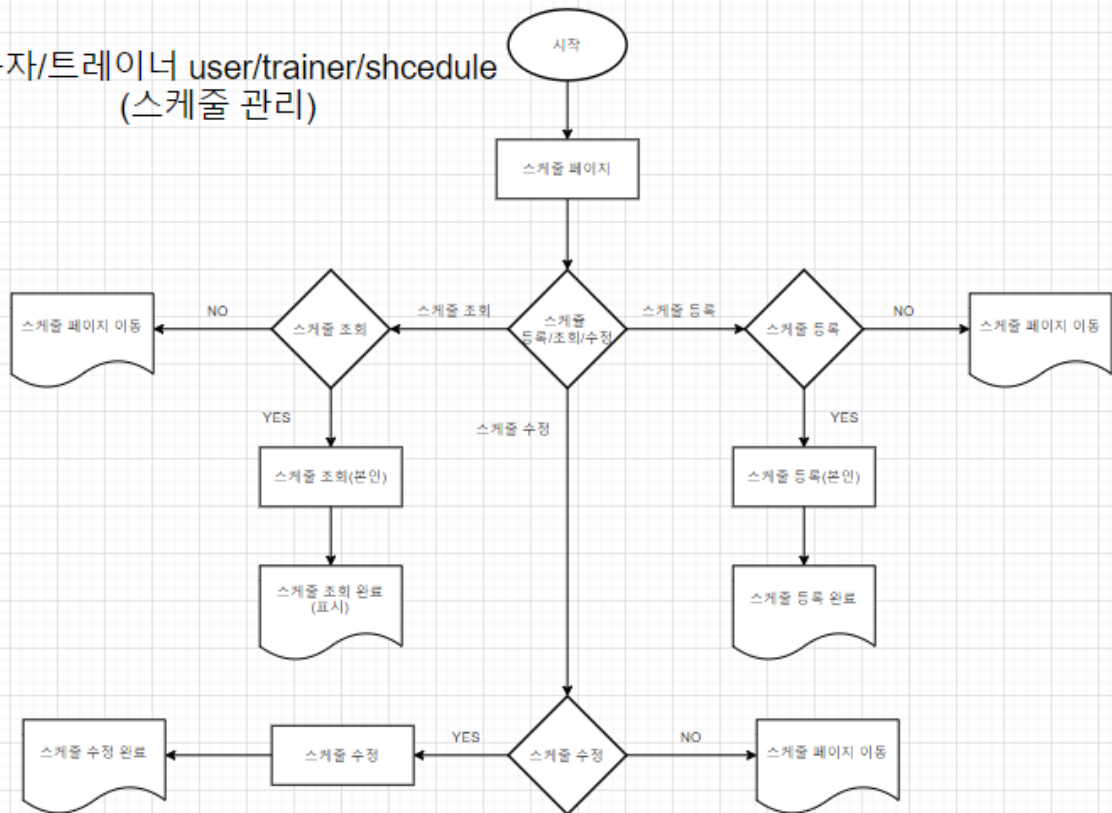 시작
자/트레이너 user/trainer/shcedule
(스케줄 관리)
스케줄 페이지
스케줄 페이지 이동
NO
스케줄 조회
스케줄 조회
스케줄
등록/조회/수정
스케줄 등록
스케줄 등록
NO
스케줄 페이지 이동
YES
스케줄 수정
YES
스케줄 조회(본인)
스케줄 등록(본인)
스케줄 조회 완료
(표시)
스케줄 등록 완료
스케줄 수정 완료
스케줄 수정
YES
스케줄 수정
NO
스케줄 페이지 이동